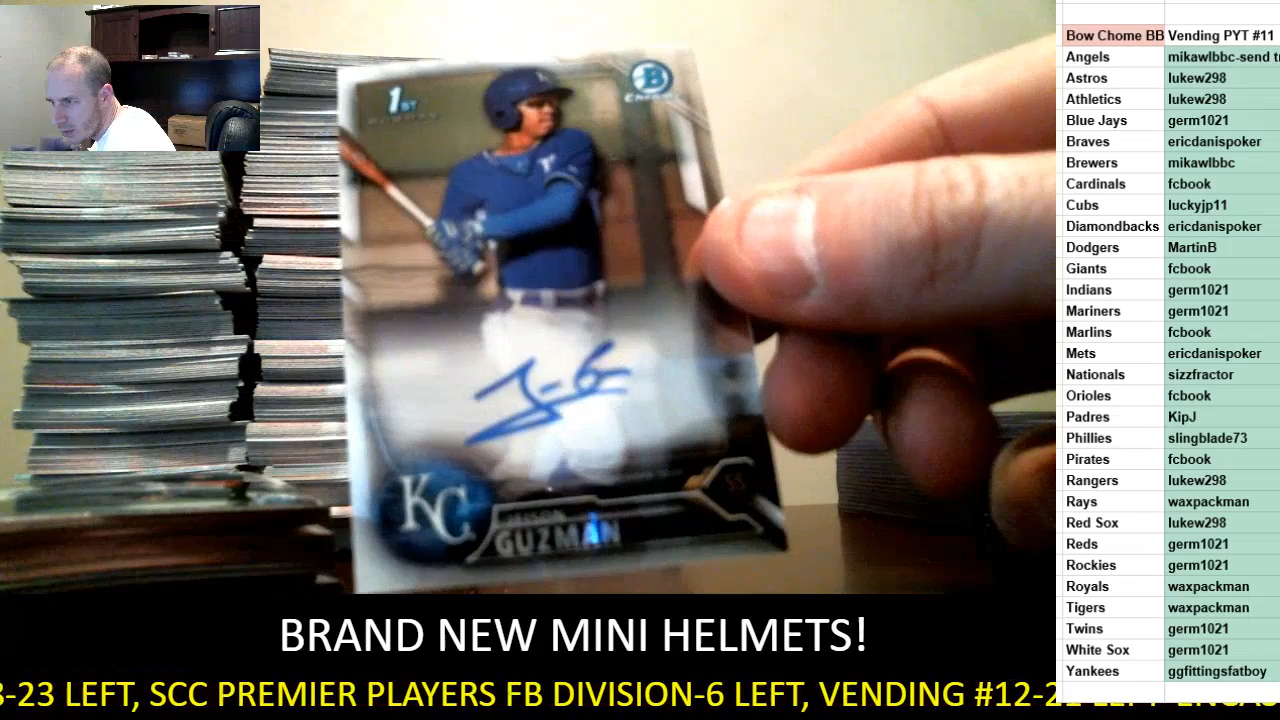 Bow Chome BB Vending PYT #11
Angels mikawlbbc-send
Astros lukew298
Athletics lukew298
Blue Jays germ1021
Braves ericdanispoker
Brewers mikawlbbc
Cardinals fcbook
Cubs luckyjp11
Diamondbacks ericdanispoker
Dodgers MartinB
Giants fcbook
Indians germ1021
Mariners germ1021
Marlins fcbook
Mets ericdanispoker
Nationals sizzfractor
Orioles fcbook
Padres KipJ
Phillies slingblade73
Pirates fcbook
Rangers lukew298
Rays waxpackman
Red Sox lukew298
Reds germ1021
Rockies germ1021
Royals waxpackman
Tigers waxpackman
Twins germ1021
White Sox germ1021
Yankees ggfittingsfatboy
1ST
B
KC
SS
GUZMAN
BRAND NEW MINI HELMETS!
-23 LEFT, SCC PREMIER PLAYERS FB DIVISION-6 LEFT, VENDING #12-